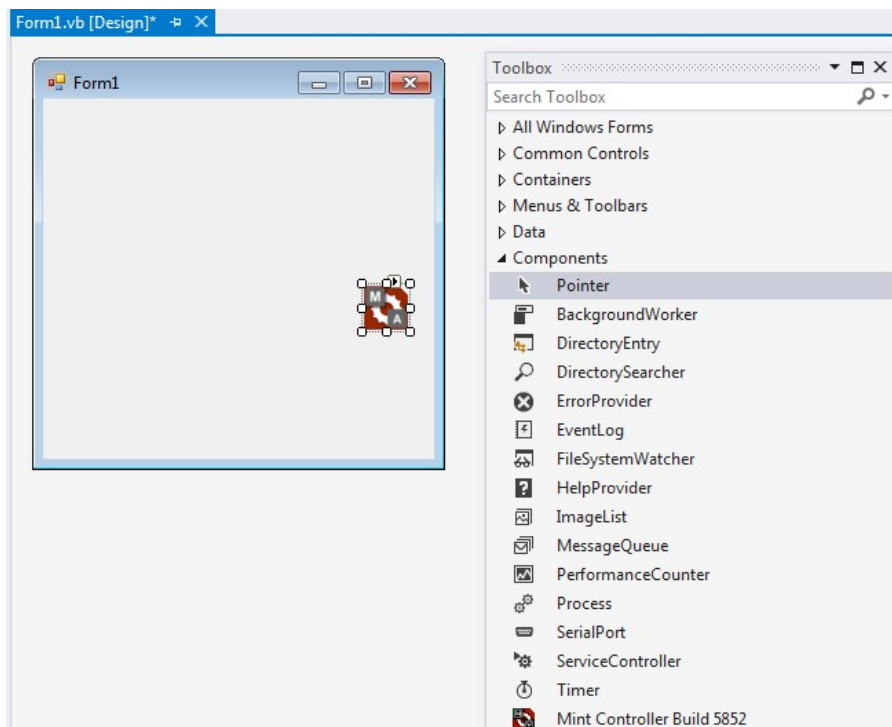 Form1.vb [Design]*
Form1
M
A
Toolbox
Search Toolbox
All Windows Forms
Common Controls
Containers
Menus & Toolbars
Data
Components
Pointer
BackgroundWorker
DirectoryEntry
DirectorySearcher
ErrorProvider
EventLog
FileSystemWatcher
HelpProvider
ImageList
MessageQueue
PerformanceCounter
Process
SerialPort
ServiceController
Timer
Mint Controller Build 5852